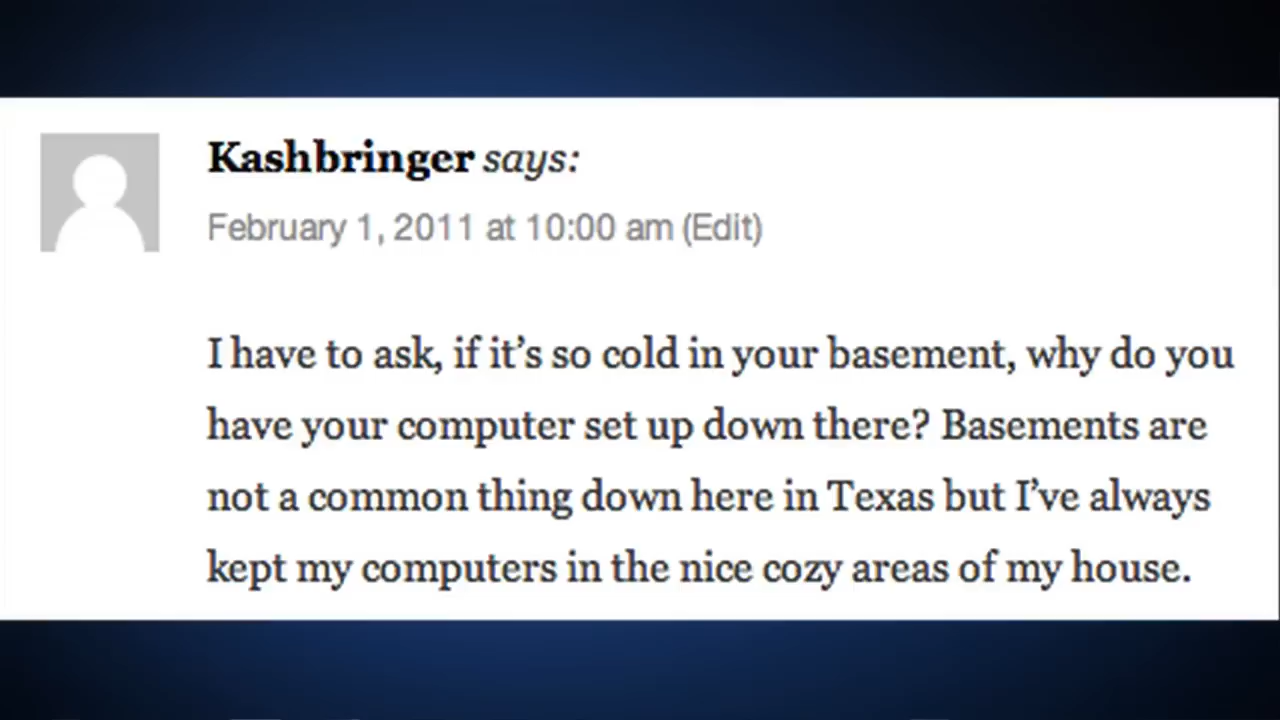 Kashbringer says:
February 1, 2011 at 10:00 am (Edit)
I have to ask, if it’s so cold in your basement, why do you
have your computer set up down there? Basements are
not a common thing down here in Texas but I’ve always
kept my computers in the nice cozy areas of my house.